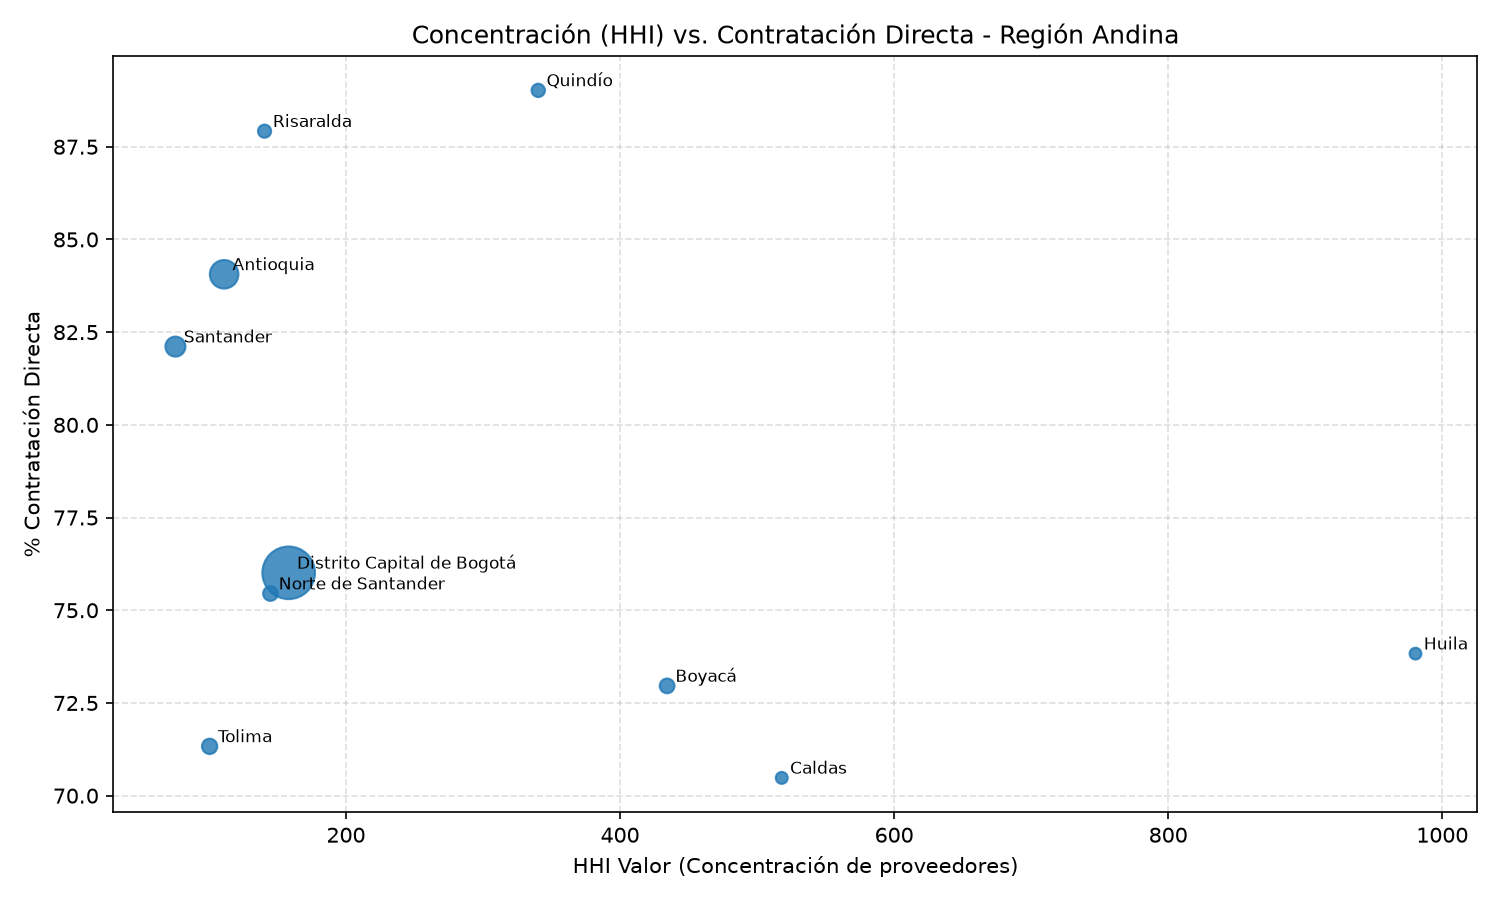 Concentración (HHI) vs. Contratación Directa - Región Andina
% Contratación Directa
87.5
85.0
82.5
80.0
77.5
75.0
72.5
70.0
Quindío
Risaralda
Antioquia
Santander
Distrito Capital de Bogotá
Norte de Santander
Huila
Boyacá
Tolima
Caldas
200 400 600 800 1000
HHI Valor (Concentración de proveedores)